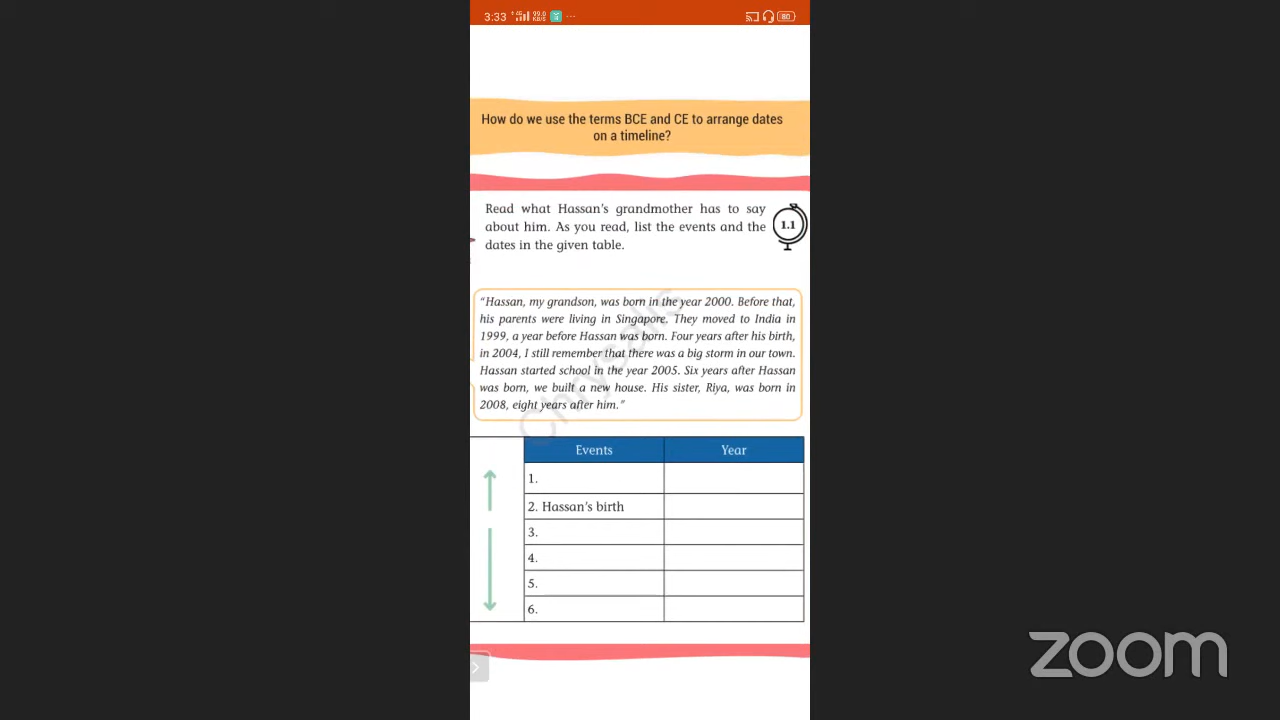 3:33
80
How do we use the terms BCE and CE to arrange dates
on a timeline?
Read what Hassan's grandmother has to say
about him. As you read, list the events and the
dates in the given table.
1.1
"Hassan, my grandson, was born in the year 2000. Before that,
his parents were living in Singapore. They moved to India in
1999, a year before Hassan was born. Four years after his birth,
in 2004, I still remember that there was a big storm in our town.
Hassan started school in the year 2005. Six years after Hassan
was born, we built a new house. His sister, Riya, was born in
2008, eight years after him."
Chrysalis
Events Year
1.
2. Hassan's birth
3.
4.
5.
6.
zoom